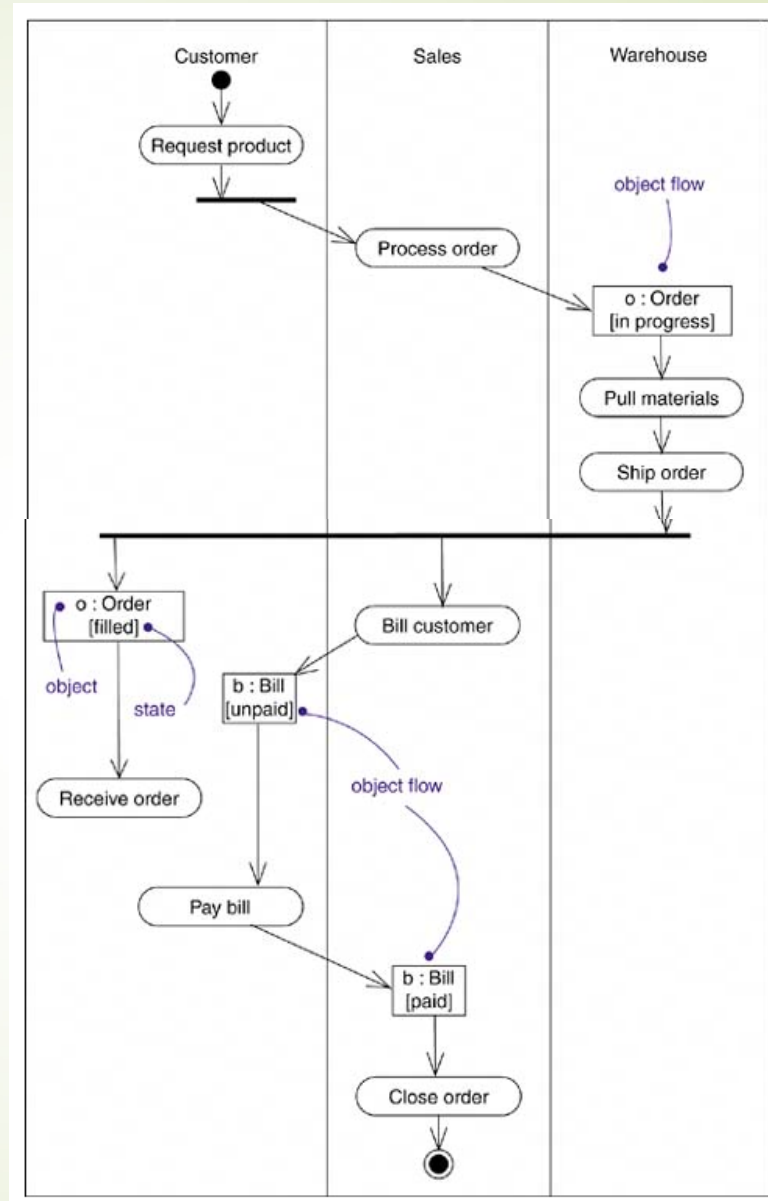 Customer
Sales
Warehouse
Request product
object flow
Process order
o : Order
[in progress]
Pull materials
Ship order
o : Order
[filled]
Bill customer
object
state
b : Bill
[unpaid]
object flow
Receive order
Pay bill
b : Bill
[paid]
Close order